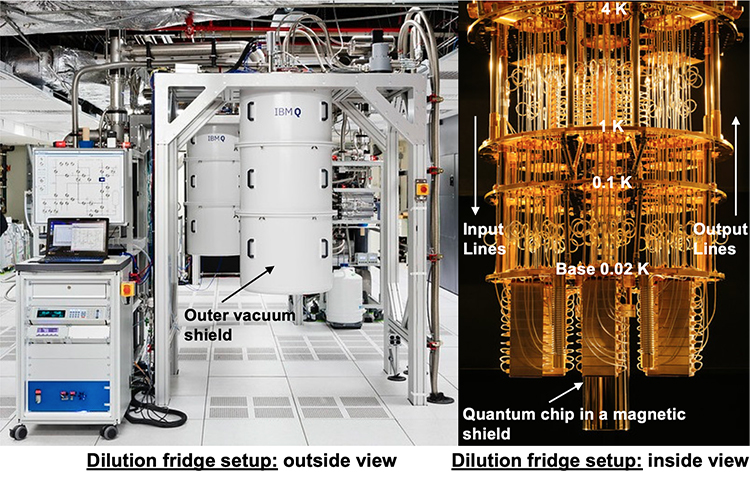 IBM Q
IBM Q
Outer vacuum
shield
4 K
1 K
0.1 K
Input
Lines
Output
Lines
Base 0.02 K
Quantum chip in a magnetic
shield
Dilution fridge setup: outside view
Dilution fridge setup: inside view